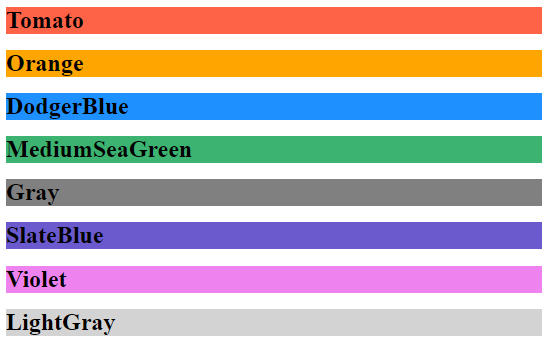 Tomato
Orange
DodgerBlue
MediumSeaGreen
Gray
SlateBlue
Violet
LightGray